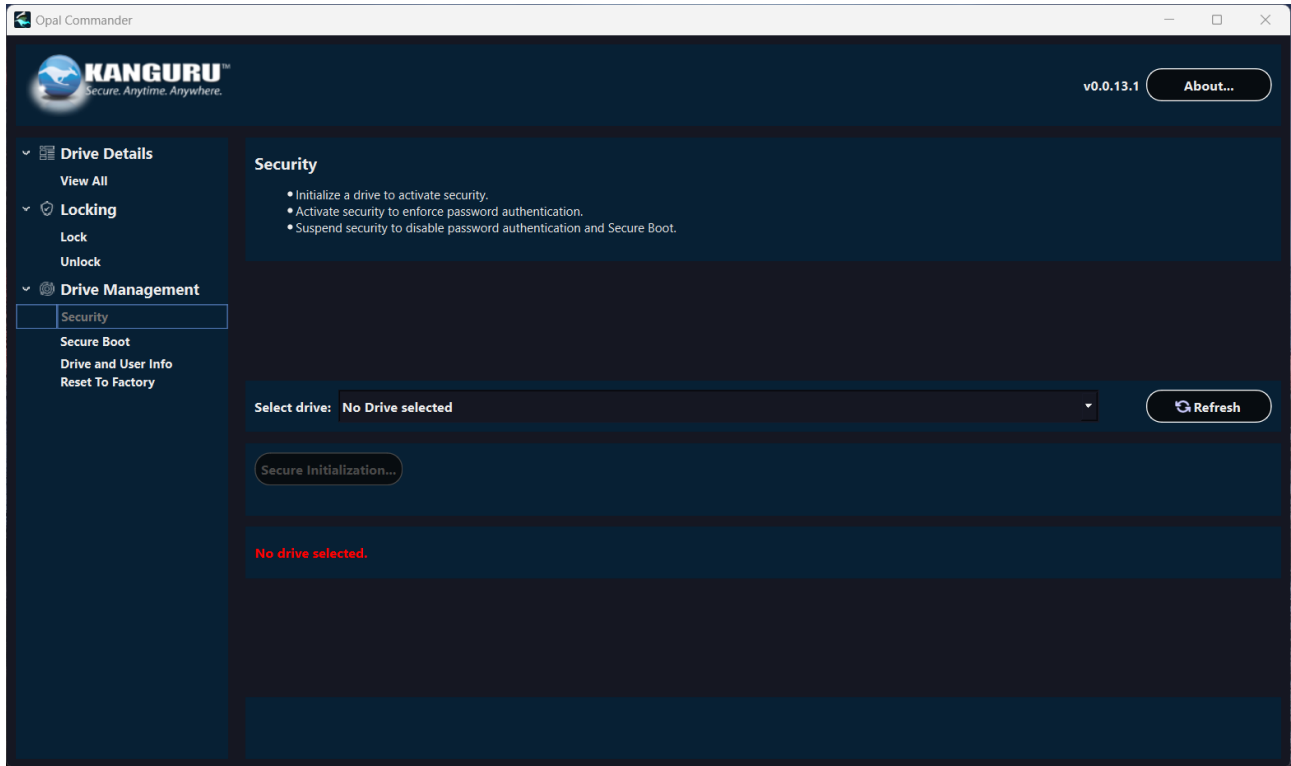 Opal Commander
KANGURU™
Secure. Anytime. Anywhere.
v0.0.13.1
About...
Drive Details
View All
Locking
Lock
Unlock
Drive Management
Security
Secure Boot
Drive and User Info
Reset To Factory
Security
• Initialize a drive to activate security.
• Activate security to enforce password authentication.
• Suspend security to disable password authentication and Secure Boot.
Select drive: No Drive selected
Refresh
Secure Initialization...
No drive selected.